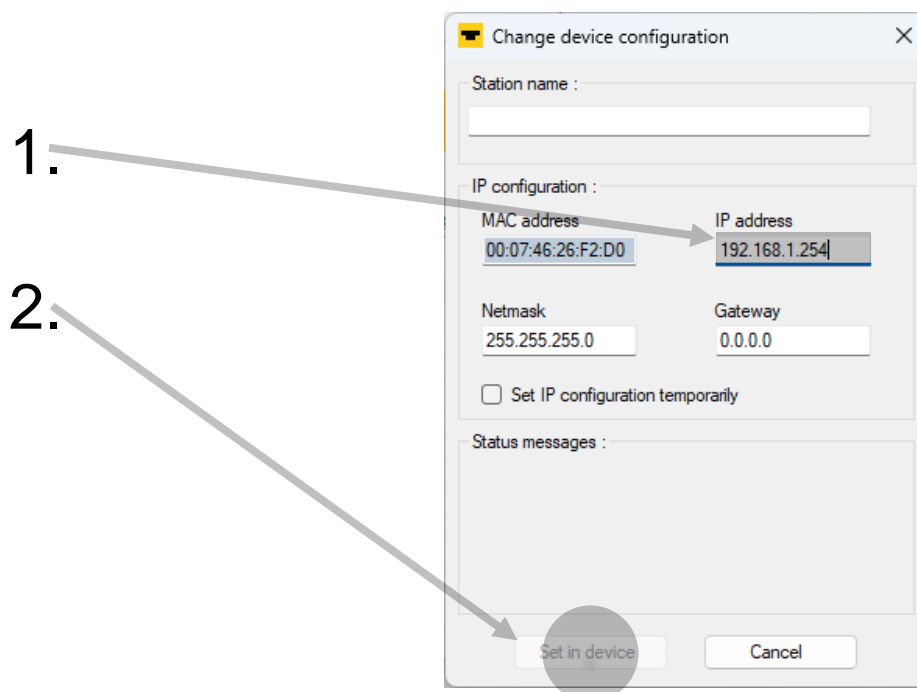 Change device configuration
Station name :
1.
IP configuration :
MAC address IP address
00:07:46:26:F2:D0 192.168.1.254
2.
Netmask Gateway
255.255.255.0 0.0.0.0
Set IP configuration temporarily
Status messages :
Set in device Cancel